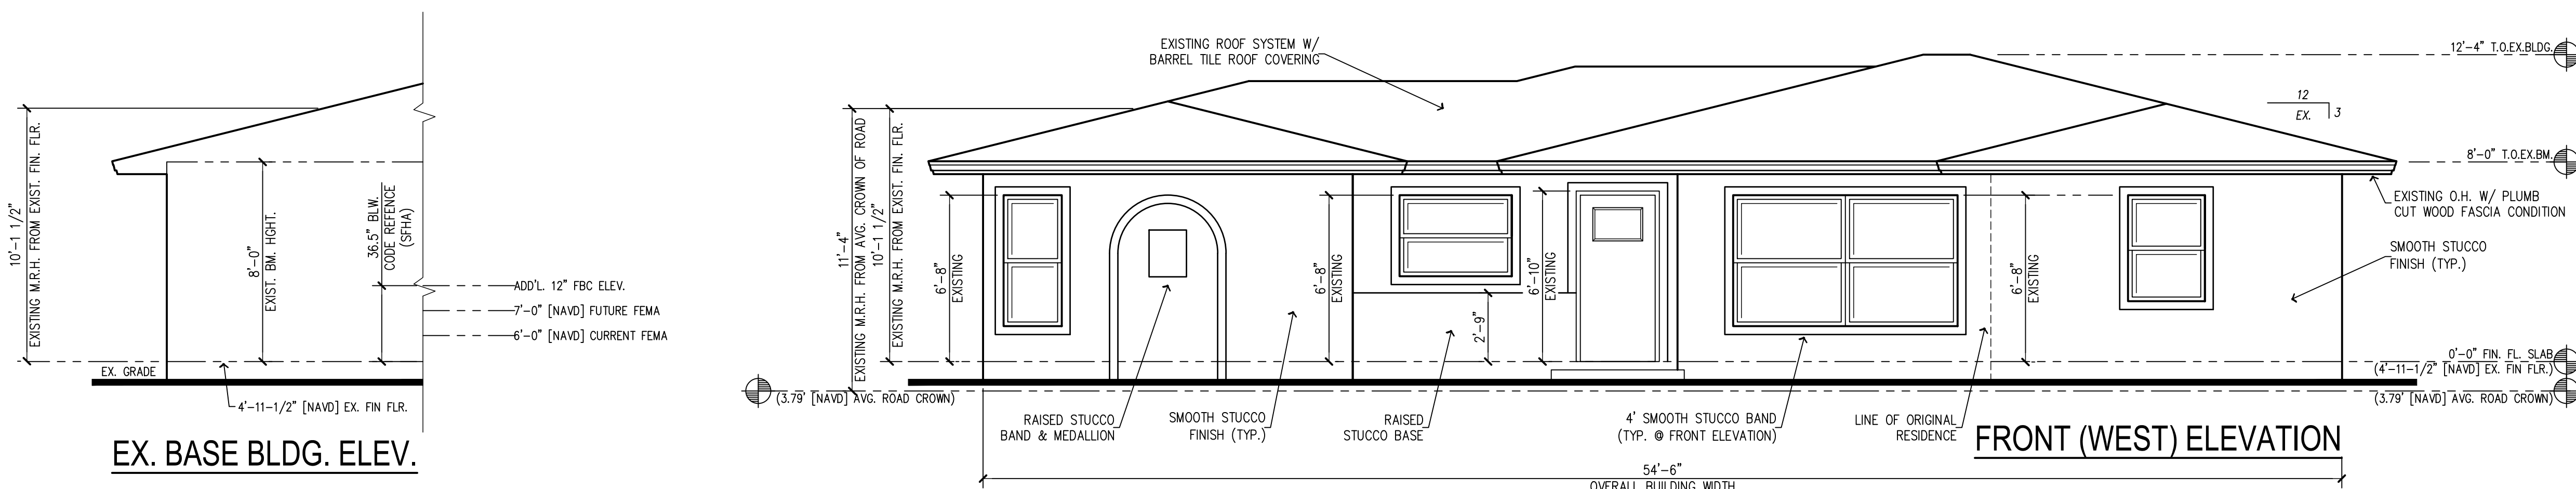 10'-1 1/2"
EXISTING M.R.H. FROM EXIST. FIN. FLR.
8'-0"
EXIST. BM. HGHT.
36.5" BLW.
CODE REFENCE
(SFHA)
ADD'L. 12" FBC ELEV.
7'-0" [NAVD] FUTURE FEMA
6'-0" [NAVD] CURRENT FEMA
EX. GRADE
4'-11-1/2" [NAVD] EX. FIN FLR.
EX. BASE BLDG. ELEV.
EXISTING ROOF SYSTEM W/
BARREL TILE ROOF COVERING
12'-4" T.O.EX.BLDG.
12
EX.
3
8'-0" T.O.EX.BM.
11'-4"
EXISTING M.R.H. FROM AVG. CROWN OF ROAD
10'-1 1/2"
EXISTING M.R.H. FROM EXIST. FIN. FLR.
6'-8"
EXISTING
6'-8"
EXISTING
2'-9"
6'-10"
EXISTING
6'-8"
EXISTING
EXISTING O.H. W/ PLUMB
CUT WOOD FASCIA CONDITION
SMOOTH STUCCO
FINISH (TYP.)
0'-0" FIN. FL. SLAB
(4'-11-1/2" [NAVD] EX. FIN FLR.)
(3.79' [NAVD] AVG. ROAD CROWN)
(3.79' [NAVD] AVG. ROAD CROWN)
RAISED STUCCO
BAND & MEDALLION
SMOOTH STUCCO
FINISH (TYP.)
RAISED
STUCCO BASE
4' SMOOTH STUCCO BAND
(TYP. @ FRONT ELEVATION)
LINE OF ORIGINAL
RESIDENCE
FRONT (WEST) ELEVATION
54'-6"
OVERALL BUILDING WIDTH